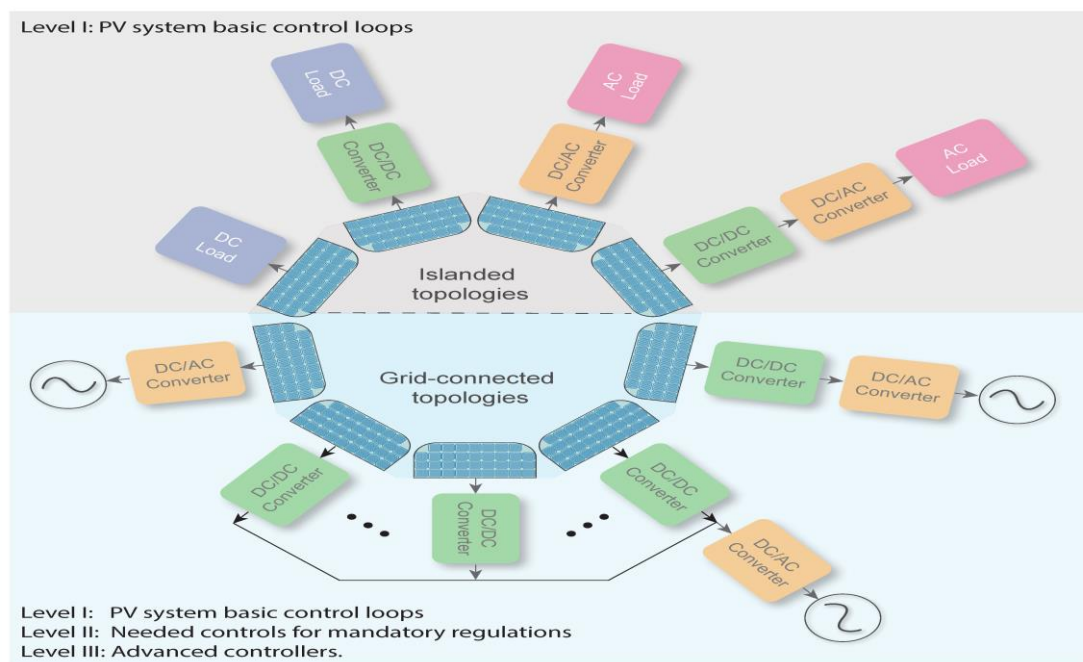 Level I: PV system basic control loops
DC
Load
AC
Load
DC/DC
Converter
DC/AC
Converter
AC
Load
DC/AC
Converter
DC/DC
Converter
DC
Load
Islanded
topologies
DC/AC
Converter
Grid-connected
topologies
DC/DC
Converter
DC/AC
Converter
DC/DC
Converter
DC/DC
Converter
DC/DC
Converter
DC/AC
Converter
Level I: PV system basic control loops
Level II: Needed controls for mandatory regulations
Level III: Advanced controllers.